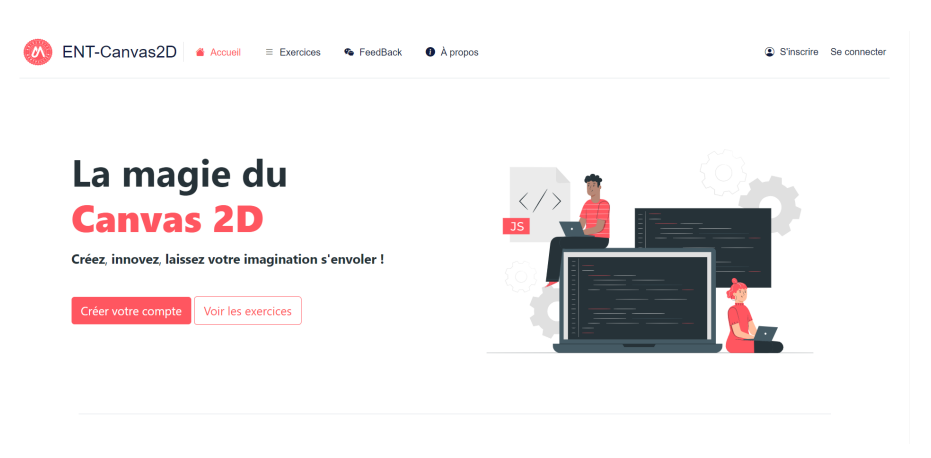 ENT-Canvas2D Accueil Exercices FeedBack À propos S'inscrire Se connecter
La magie du
Canvas 2D
Créez, innovez, laissez votre imagination s'envoler !
Créer votre compte Voir les exercices
</>
JS